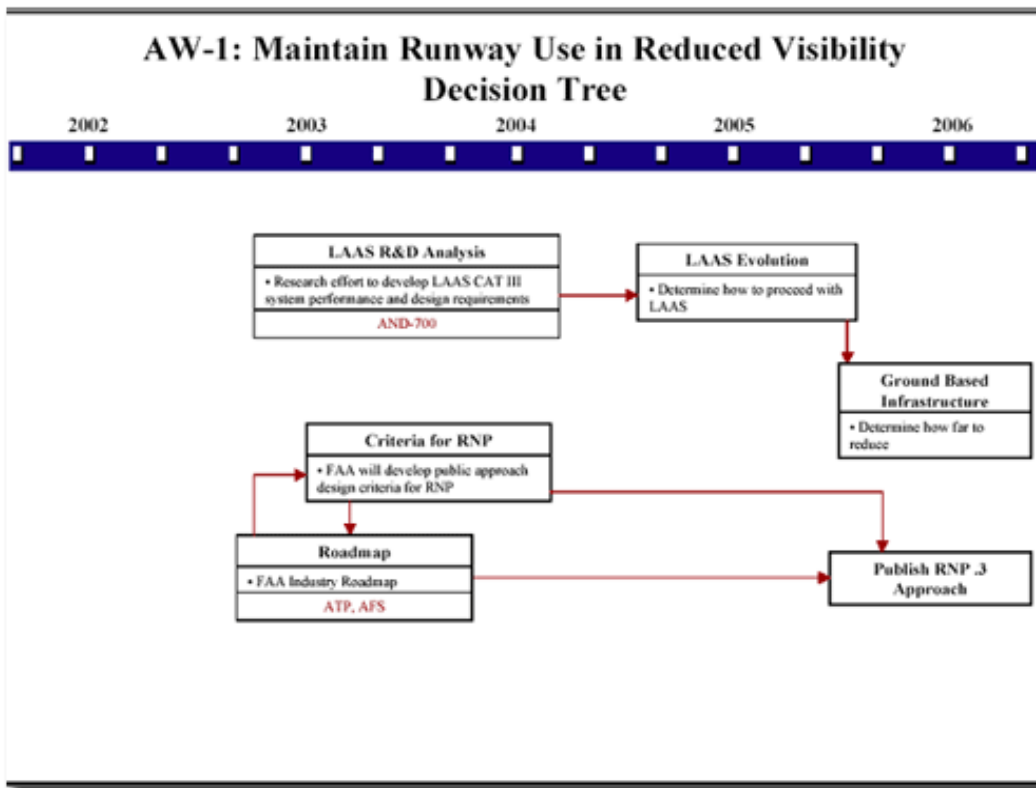 AW-1: Maintain Runway Use in Reduced Visibility
Decision Tree
2002 2003 2004 2005 2006
LAAS R&D Analysis
• Research effort to develop LAAS CAT III
system performance and design requirements
AND-700
LAAS Evolution
• Determine how to proceed with
LAAS
Ground Based
Infrastructure
• Determine how far to
reduce
Criteria for RNP
• FAA will develop public approach
design criteria for RNP
Roadmap
• FAA Industry Roadmap
ATP, AFS
Publish RNP .3
Approach